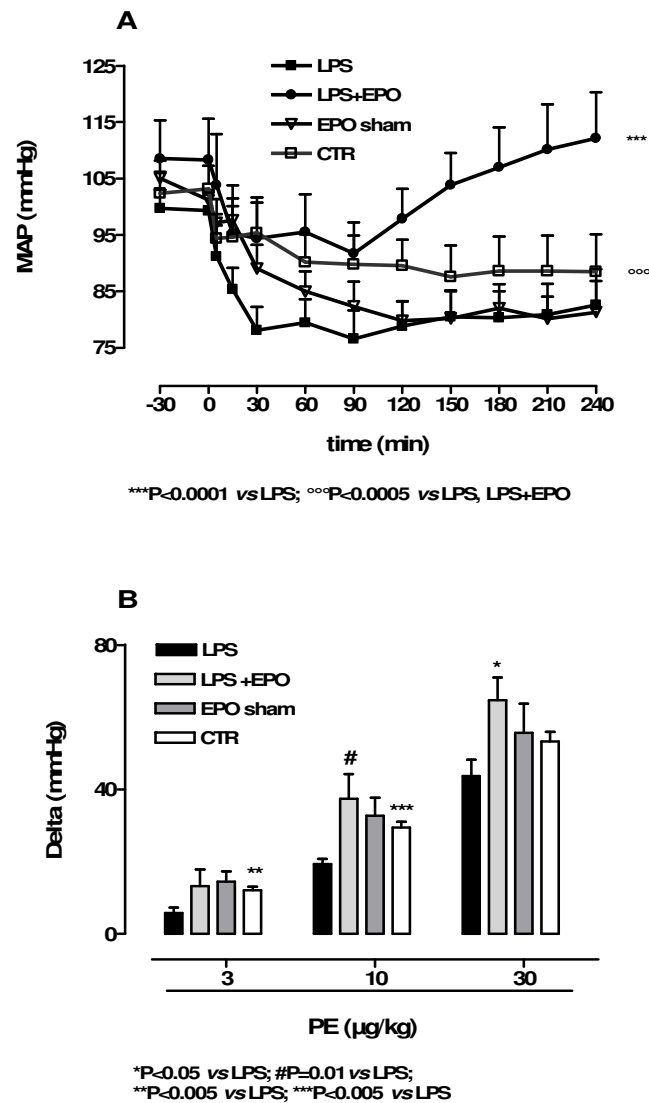 A
125
115
105
95
85
75
MAP (mmHg)
LPS
LPS+EPO
EPO sham
CTR
***
°°°
-30 0 30 60 90 120 150 180 210 240
time (min)
***P<0.0001 vs LPS; °°°P<0.0005 vs LPS, LPS+EPO
B
80
40
0
Delta (mmHg)
LPS
LPS +EPO
EPO sham
CTR
**
#
***
*
3 10 30
PE (µg/kg)
*P<0.05 vs LPS; #P=0.01 vs LPS;
**P<0.005 vs LPS; ***P<0.005 vs LPS